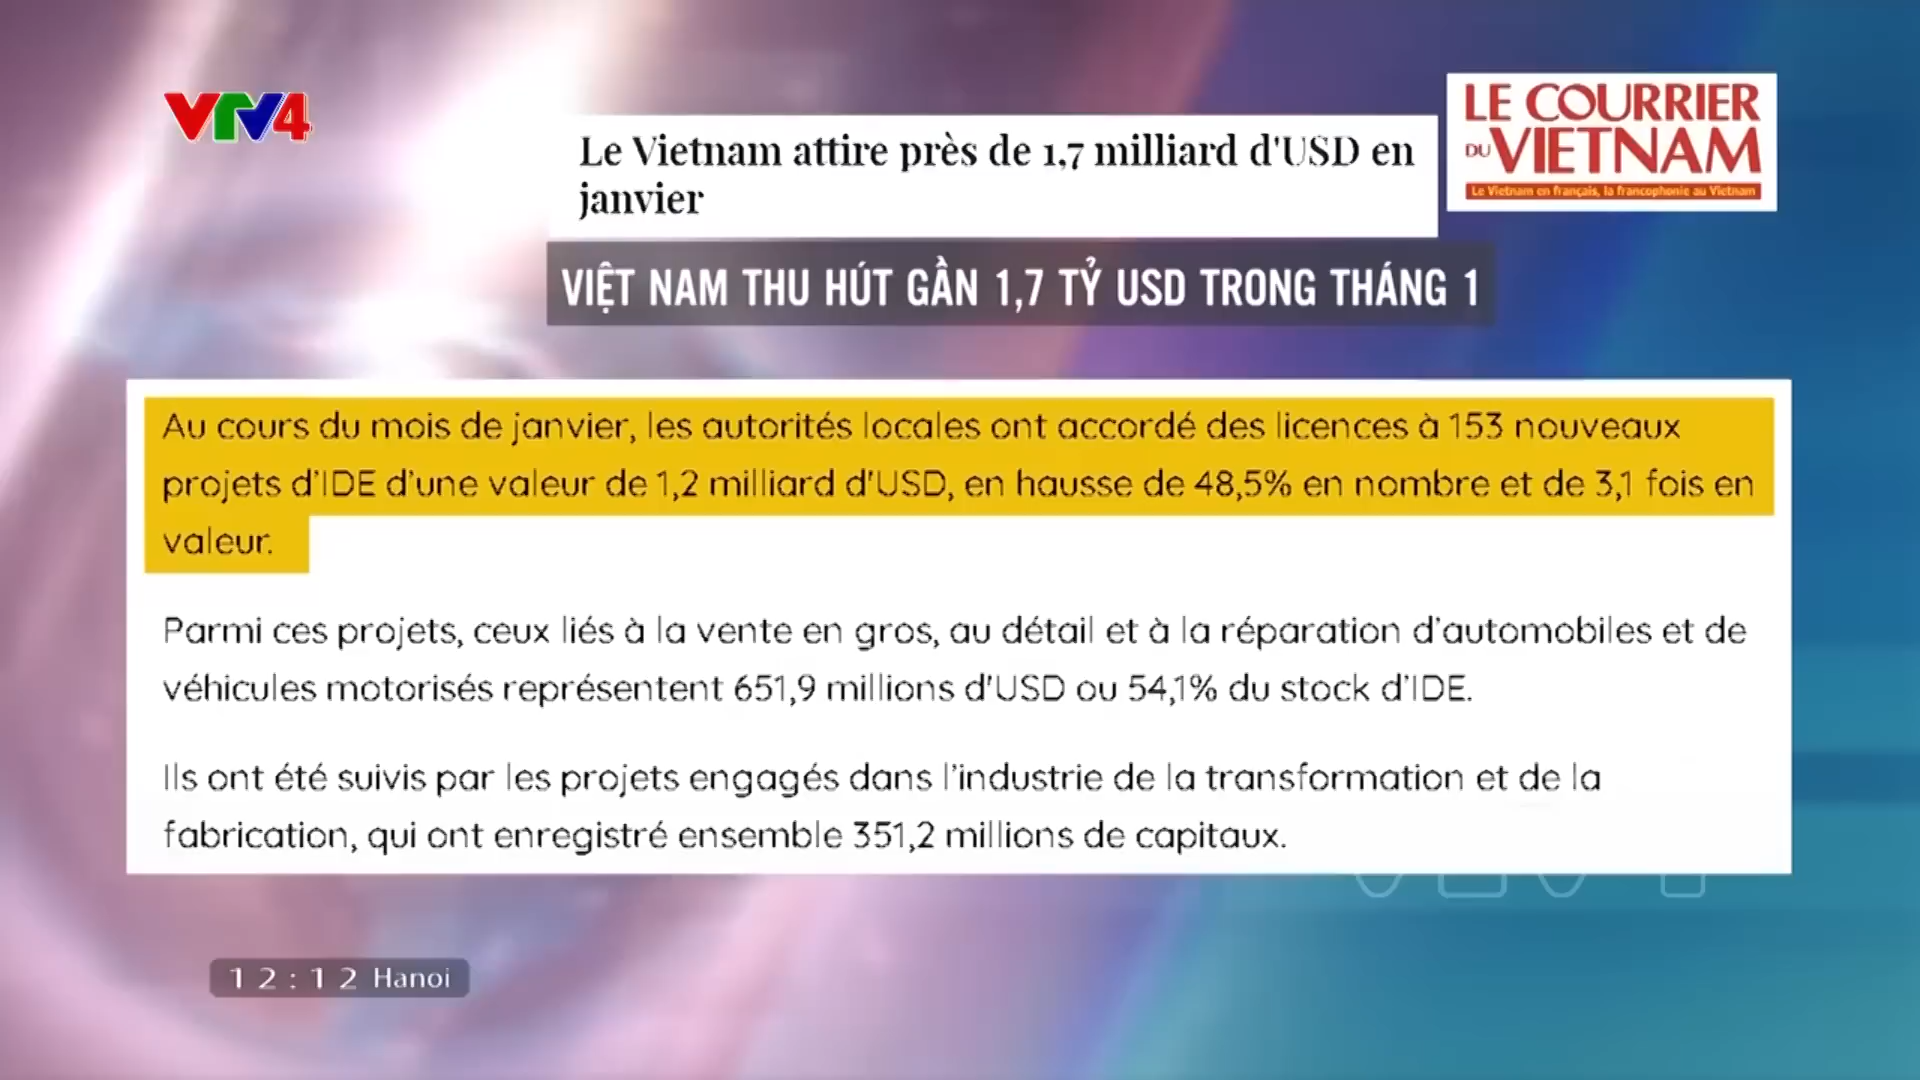 VTV4
Le Vietnam attire près de 1,7 milliard d'USD en
janvier
LE COURRIER
DU VIETNAM
Le Vietnam en français, la francophonie au Vietnam
VIỆT NAM THU HÚT GẦN 1,7 TỶ USD TRONG THÁNG 1
Au cours du mois de janvier, les autorités locales ont accordé des licences à 153 nouveaux
projets d'IDE d'une valeur de 1,2 milliard d'USD, en hausse de 48,5% en nombre et de 3,1 fois en
valeur.
Parmi ces projets, ceux liés à la vente en gros, au détail et à la réparation d'automobiles et de
véhicules motorisés représentent 651,9 millions d'USD ou 54,1% du stock d'IDE.
Ils ont été suivis par les projets engagés dans l'industrie de la transformation et de la
fabrication, qui ont enregistré ensemble 351,2 millions de capitaux.
12:12 Hanoi